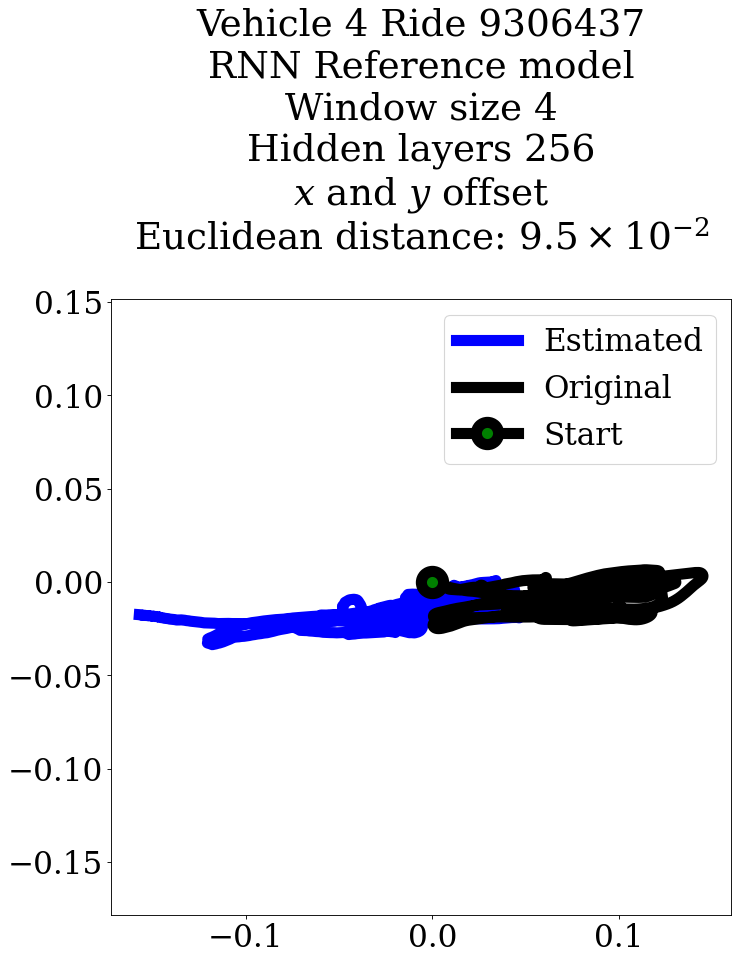 Vehicle 4 Ride 9306437
RNN Reference model
Window size 4
Hidden layers 256
x and y offset
Euclidean distance: 9.5 × 10⁻²
0.15
0.10
0.05
0.00
−0.05
−0.10
−0.15
Estimated
Original
Start
−0.1
0.0
0.1